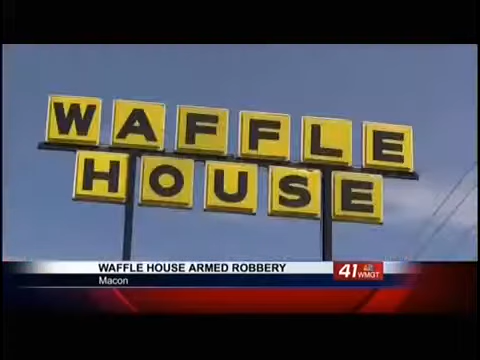 WAFFLE
HOUSE
WAFFLE HOUSE ARMED ROBBERY
Macon
41 WMGT